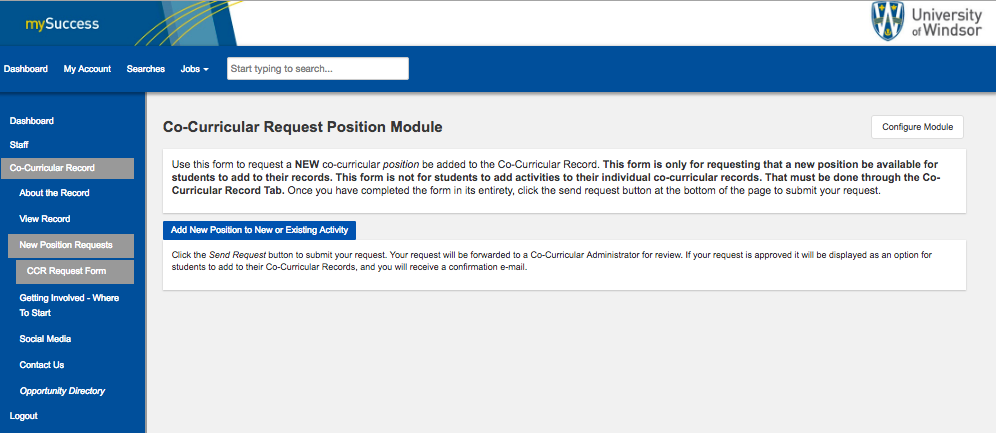 mySuccess
University
of Windsor
Dashboard My Account Searches Jobs
Start typing to search...
Dashboard
Staff
Co-Curricular Record
About the Record
View Record
New Position Requests
CCR Request Form
Getting Involved - Where
To Start
Social Media
Contact Us
Opportunity Directory
Logout
Co-Curricular Request Position Module
Configure Module
Use this form to request a NEW co-curricular position be added to the Co-Curricular Record. This form is only for requesting that a new position be available for
students to add to their records. This form is not for students to add activities to their individual co-curricular records. That must be done through the Co-
Curricular Record Tab. Once you have completed the form in its entirety, click the send request button at the bottom of the page to submit your request.
Add New Position to New or Existing Activity
Click the Send Request button to submit your request. Your request will be forwarded to a Co-Curricular Administrator for review. If your request is approved it will be displayed as an option for
students to add to their Co-Curricular Records, and you will receive a confirmation e-mail.